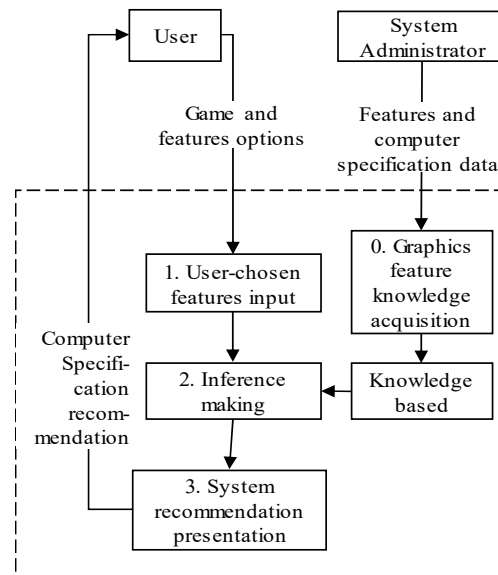 User
System
Administrator
Game and
features options
Features and
computer
specification data
1. User-chosen
features input
0. Graphics
feature
knowledge
acquisition
Computer
Specifi-
cation
recom-
mendation
2. Inference
making
Knowledge
based
3. System
recommendation
presentation